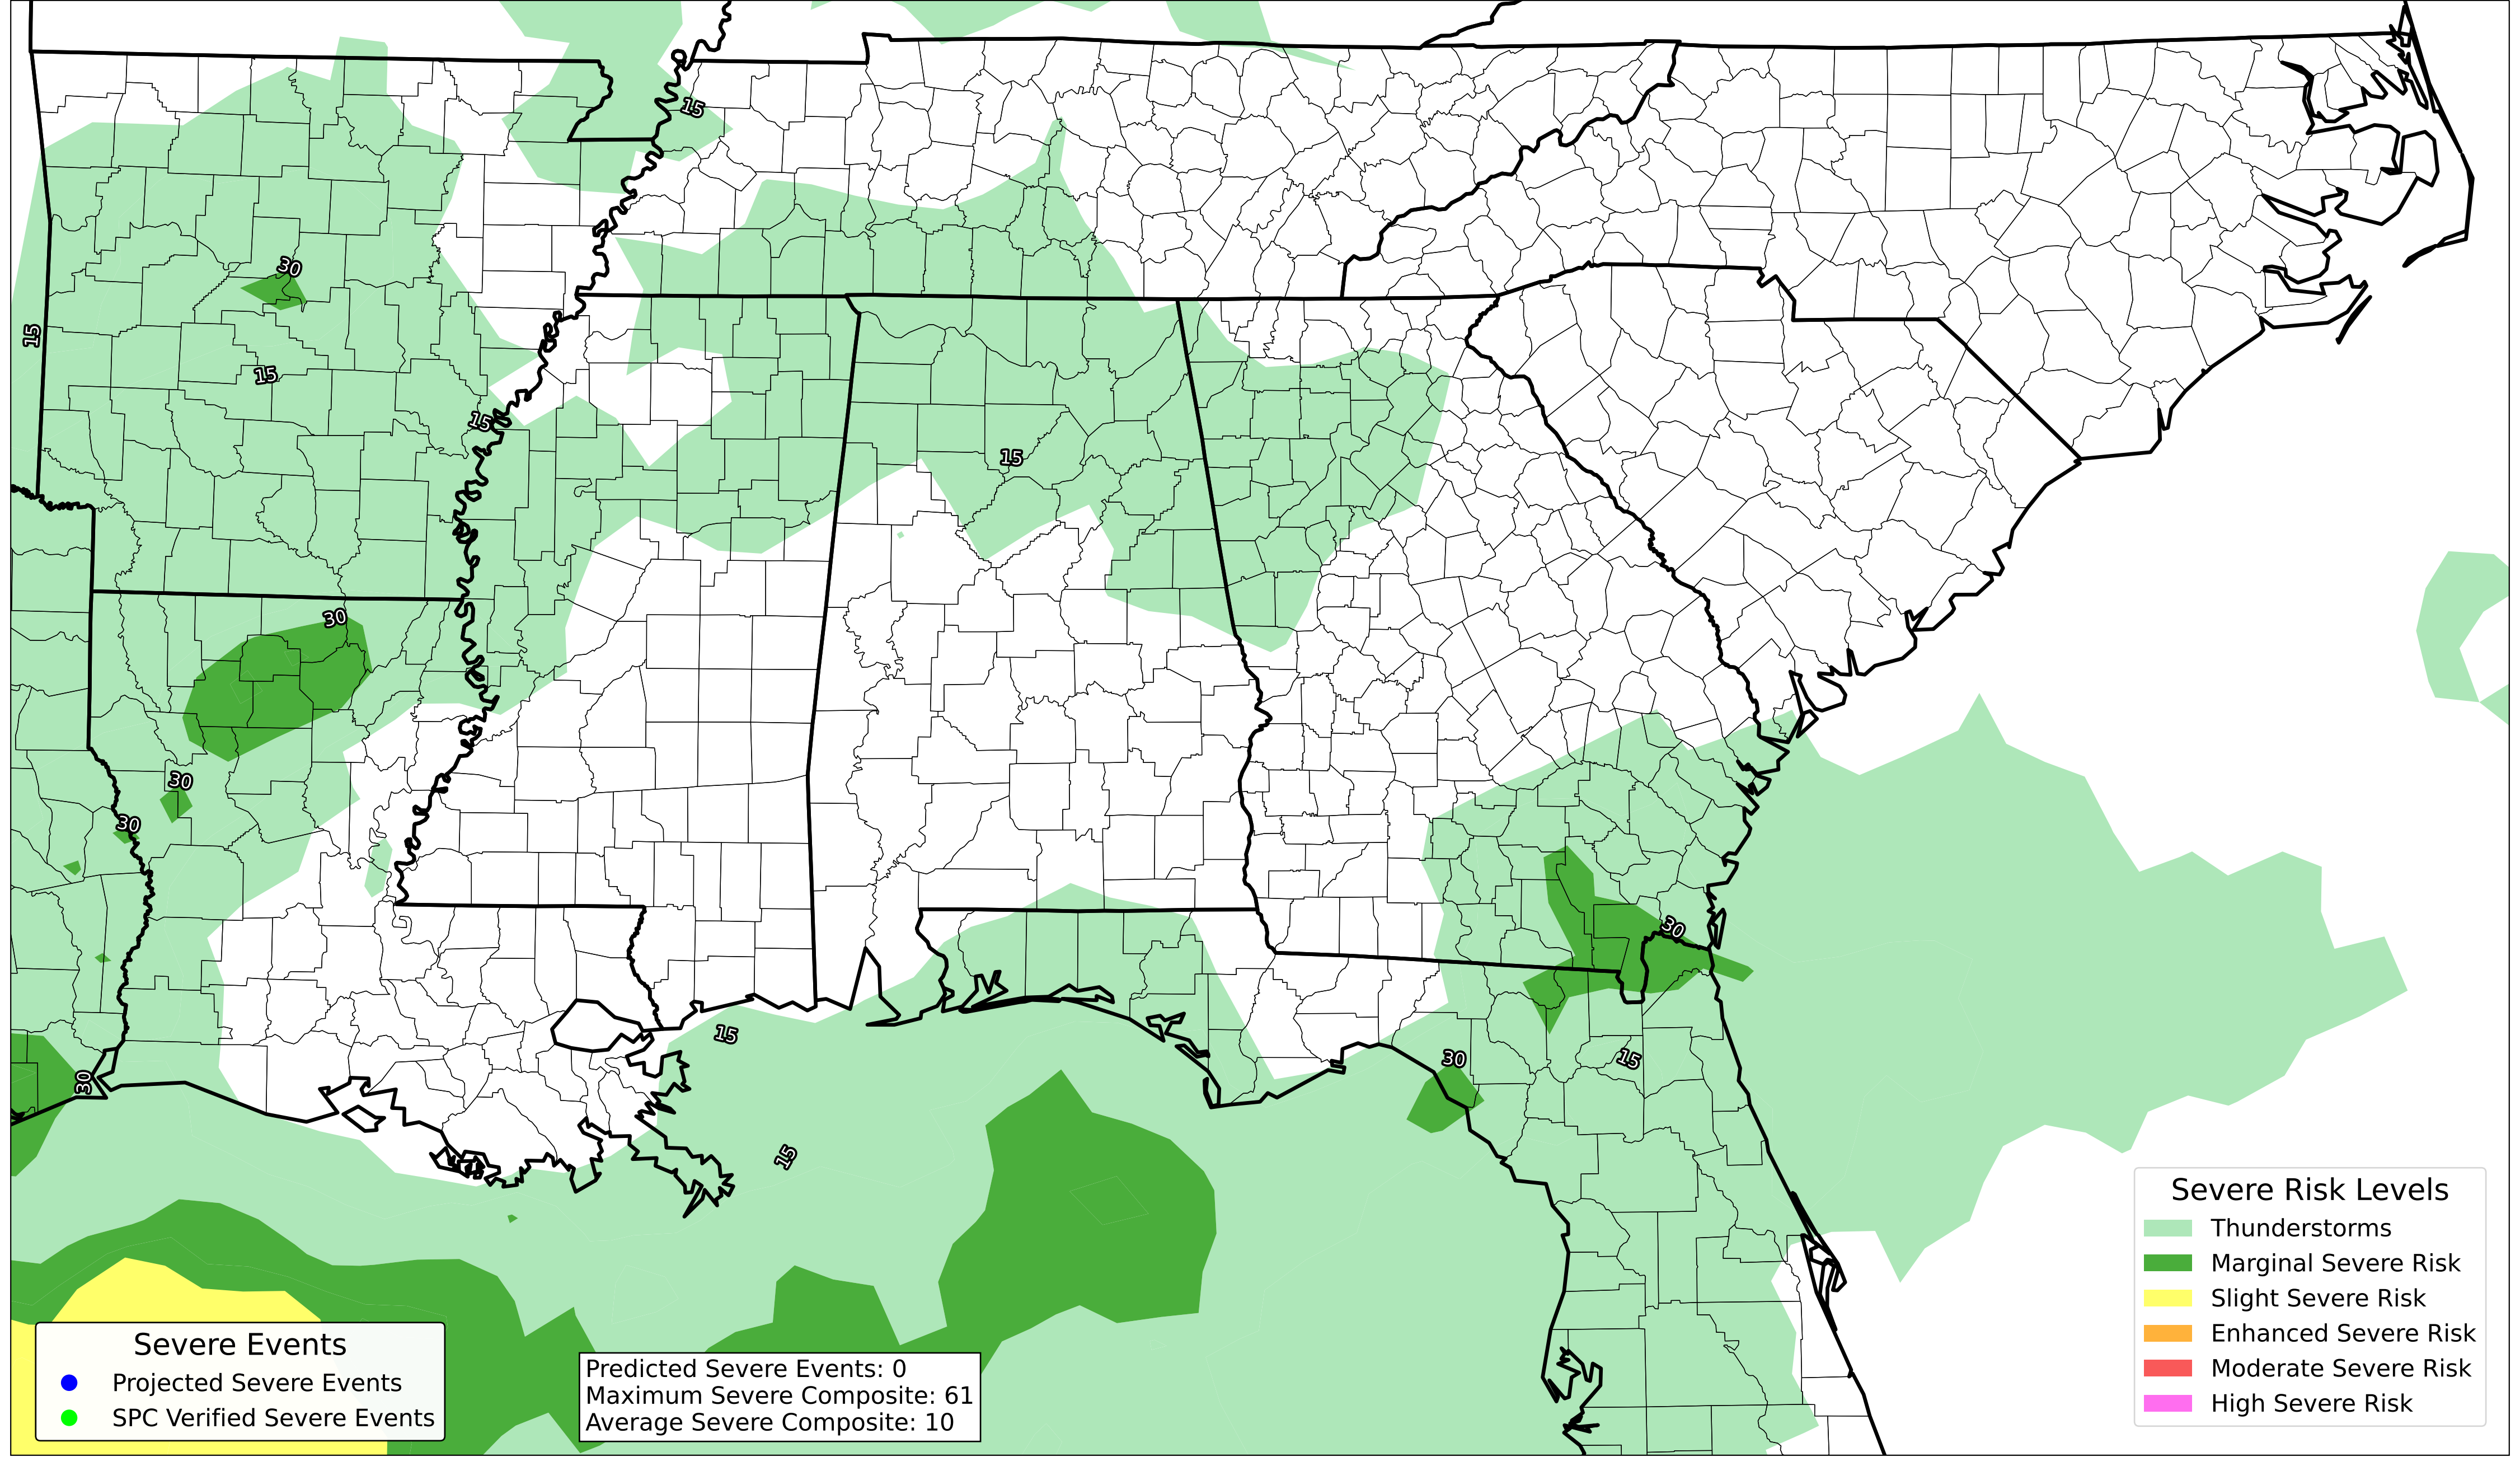 15
30
15
15
15
15
30
30
30
30
15
30
15
30
15
Severe Events
Projected Severe Events
SPC Verified Severe Events
Predicted Severe Events: 0
Maximum Severe Composite: 61
Average Severe Composite: 10
Severe Risk Levels
Thunderstorms
Marginal Severe Risk
Slight Severe Risk
Enhanced Severe Risk
Moderate Severe Risk
High Severe Risk